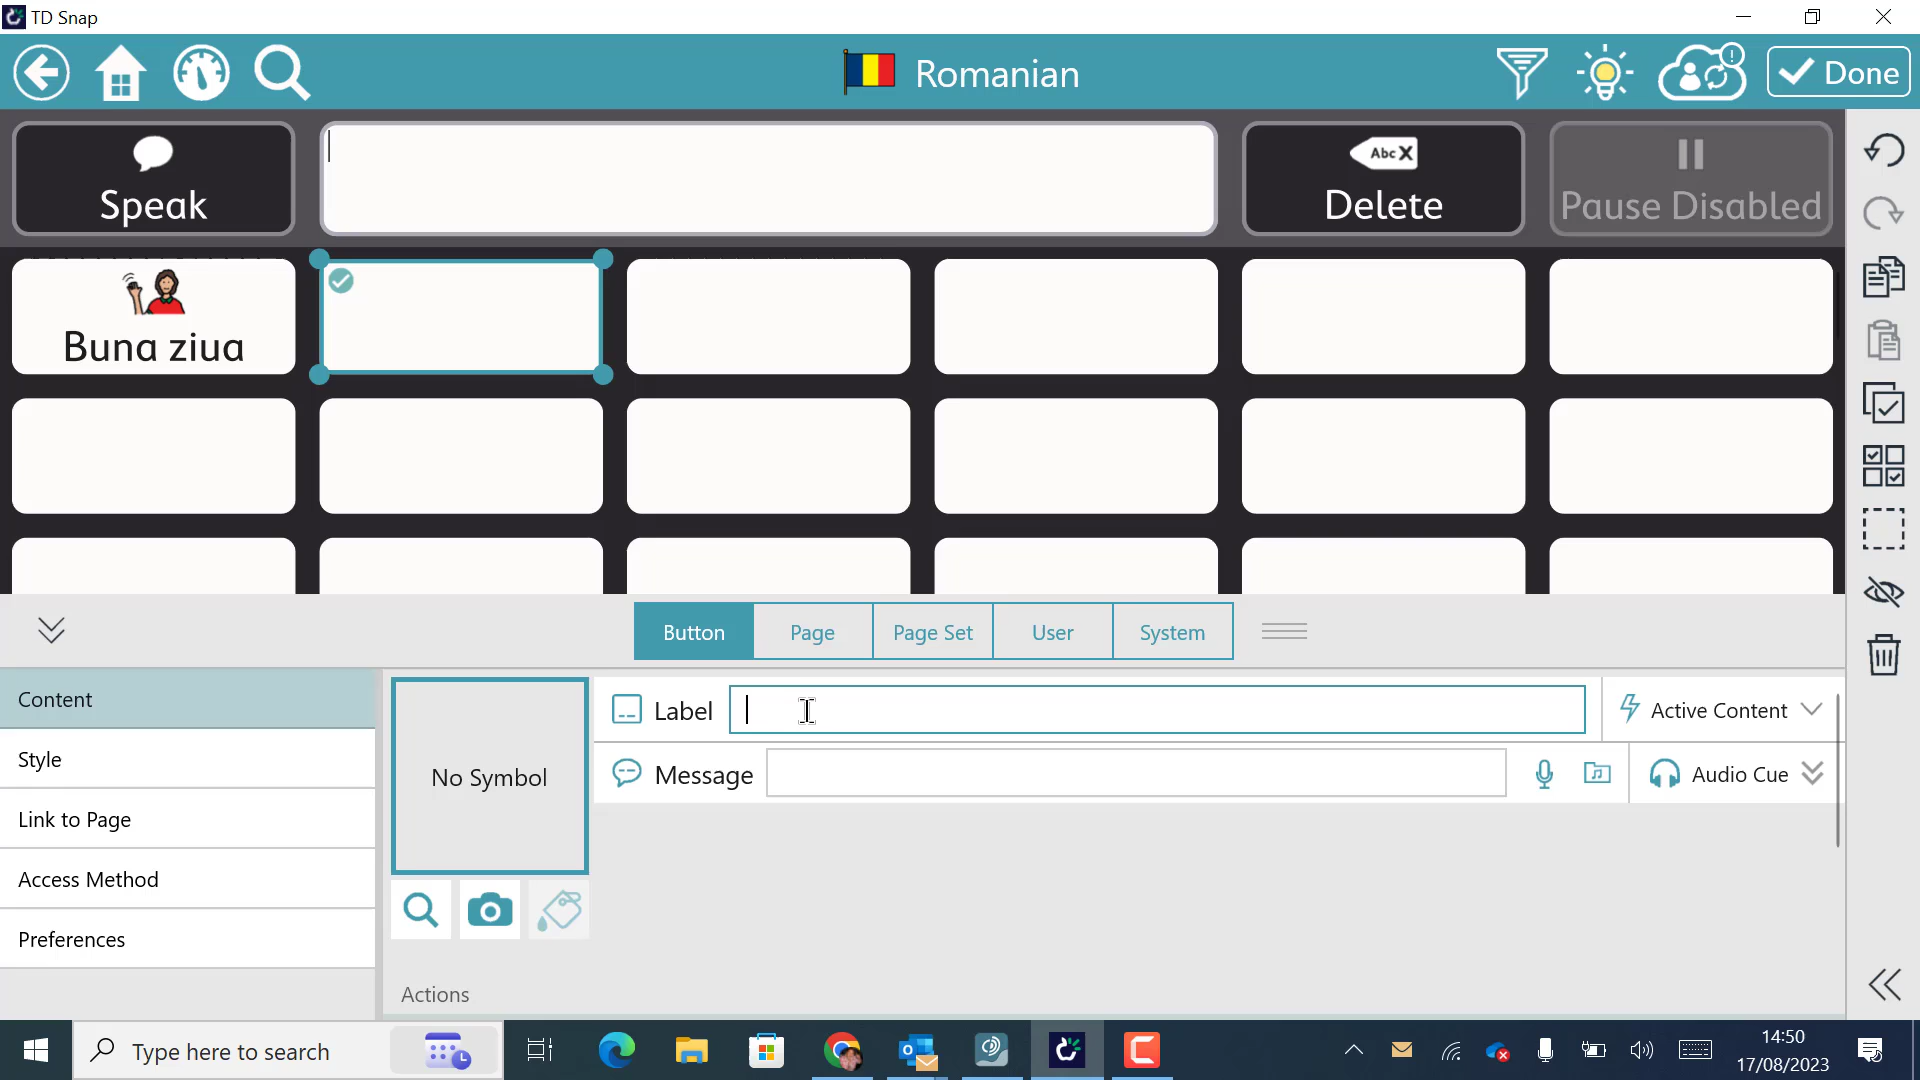 TD Snap
Romanian
Done
Speak
Abc X
Delete
Pause Disabled
Buna ziua
Button
Page
Page Set
User
System
Content
Style
Link to Page
Access Method
Preferences
No Symbol
Label
Active Content
Message
Audio Cue
Actions
Type here to search
14:50
17/08/2023